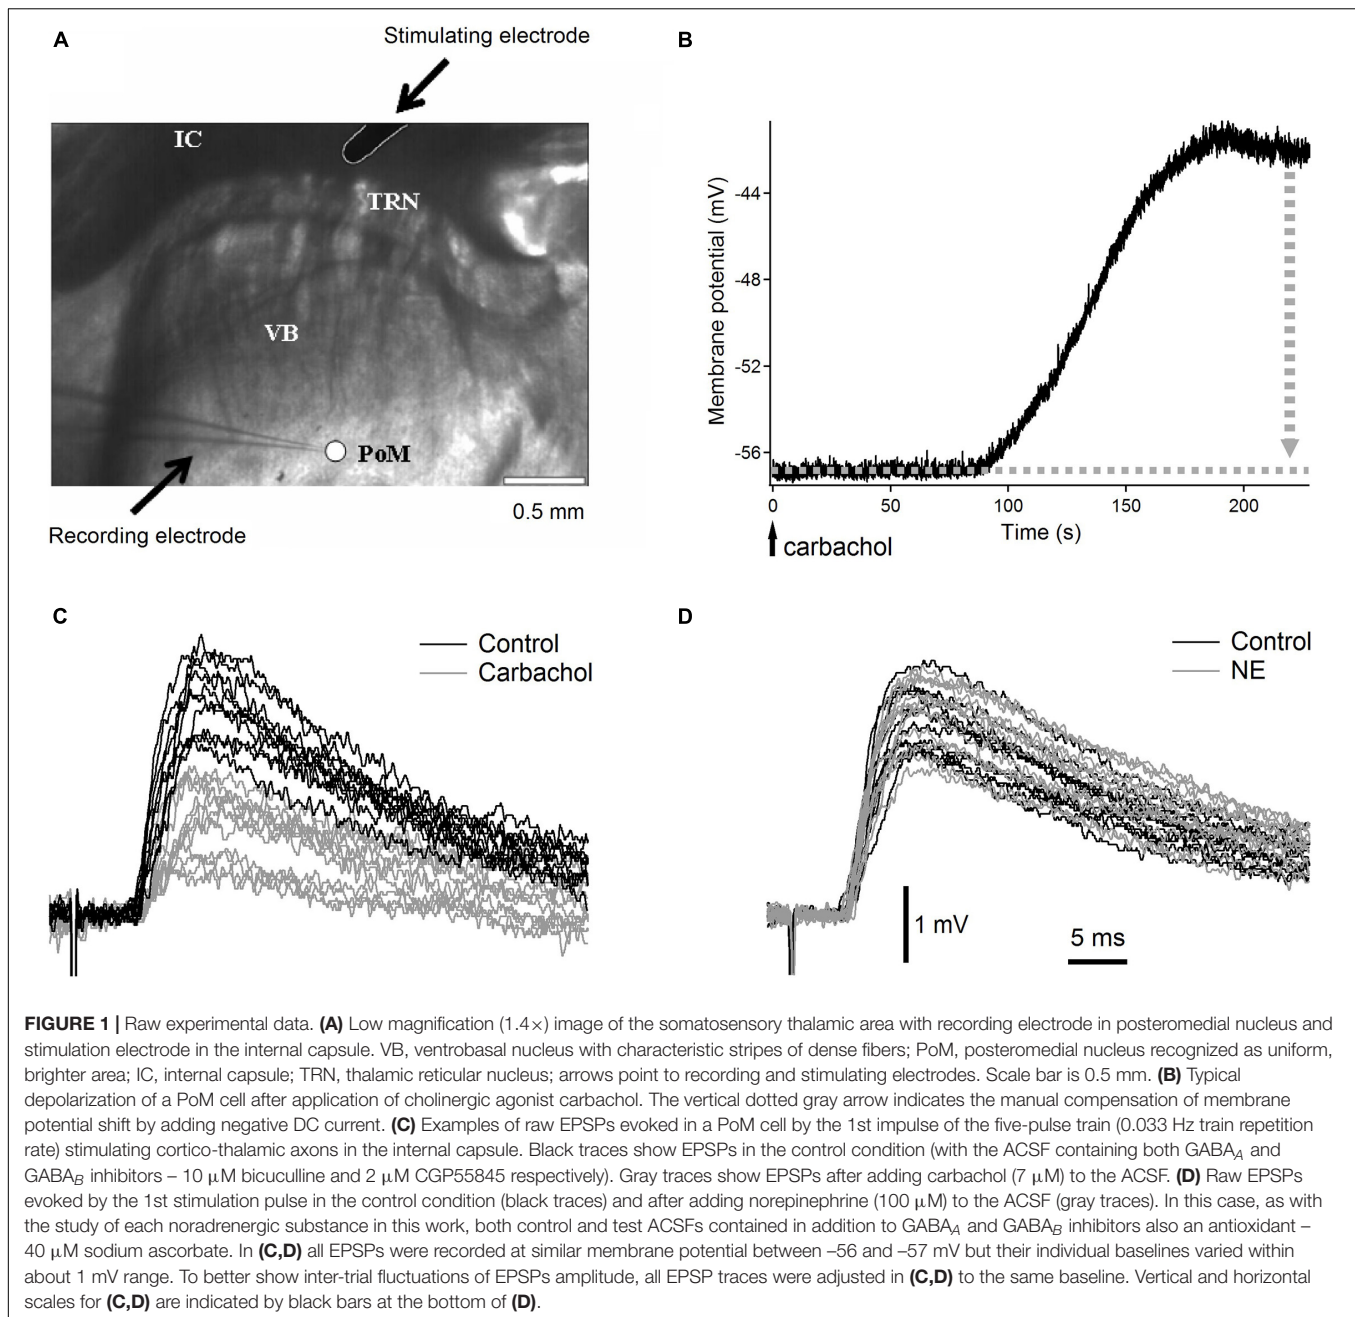 A
Stimulating electrode
IC
TRN
VB
PoM
0.5 mm
Recording electrode
B
Membrane potential (mV)
-44
-48
-52
-56
0
50
100
150
200
Time (s)
carbachol
C
Control
Carbachol
D
Control
NE
1 mV
5 ms
FIGURE 1 | Raw experimental data. (A) Low magnification (1.4×) image of the somatosensory thalamic area with recording electrode in posteromedial nucleus and
stimulation electrode in the internal capsule. VB, ventrobasal nucleus with characteristic stripes of dense fibers; PoM, posteromedial nucleus recognized as uniform,
brighter area; IC, internal capsule; TRN, thalamic reticular nucleus; arrows point to recording and stimulating electrodes. Scale bar is 0.5 mm. (B) Typical
depolarization of a PoM cell after application of cholinergic agonist carbachol. The vertical dotted gray arrow indicates the manual compensation of membrane
potential shift by adding negative DC current. (C) Examples of raw EPSPs evoked in a PoM cell by the 1st impulse of the five-pulse train (0.033 Hz train repetition
rate) stimulating cortico-thalamic axons in the internal capsule. Black traces show EPSPs in the control condition (with the ACSF containing both GABAA and
GABAB inhibitors – 10 μM bicuculline and 2 μM CGP55845 respectively). Gray traces show EPSPs after adding carbachol (7 μM) to the ACSF. (D) Raw EPSPs
evoked by the 1st stimulation pulse in the control condition (black traces) and after adding norepinephrine (100 μM) to the ACSF (gray traces). In this case, as with
the study of each noradrenergic substance in this work, both control and test ACSFs contained in addition to GABAA and GABAB inhibitors also an antioxidant –
40 μM sodium ascorbate. In (C,D) all EPSPs were recorded at similar membrane potential between –56 and –57 mV but their individual baselines varied within
about 1 mV range. To better show inter-trial fluctuations of EPSPs amplitude, all EPSP traces were adjusted in (C,D) to the same baseline. Vertical and horizontal
scales for (C,D) are indicated by black bars at the bottom of (D).